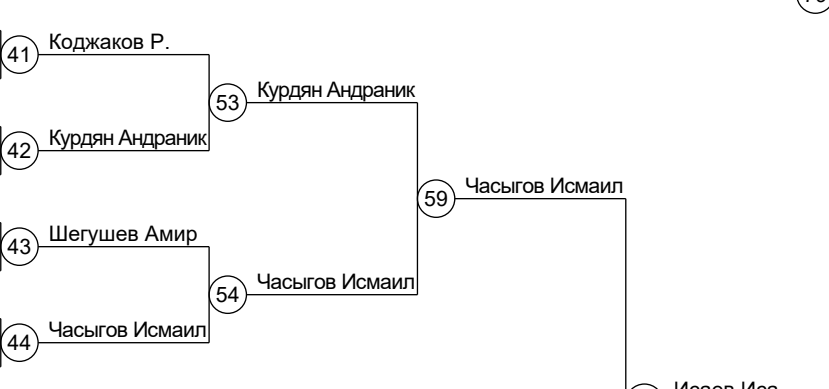 41 Коджаков Р.
53 Курдян Андраник
42 Курдян Андраник
59 Часыгов Исмаил
43 Шегушев Амир
54 Часыгов Исмаил
44 Часыгов Исмаил